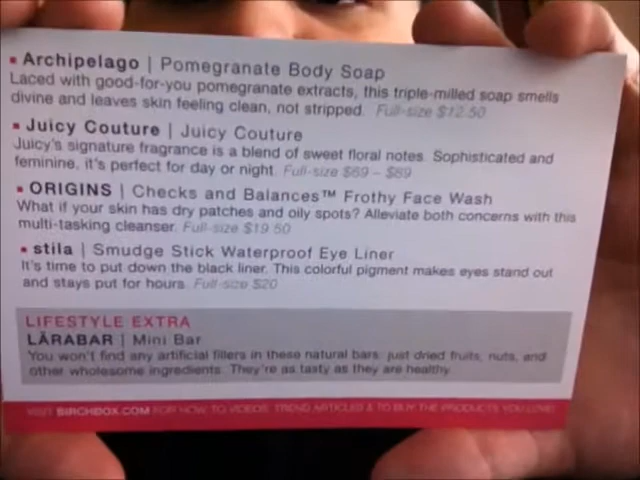 Archipelago | Pomegranate Body Soap
Laced with good-for-you pomegranate extracts, this triple-milled soap smells
divine and leaves skin feeling clean, not stripped. Full-size $12.50
Juicy Couture | Juicy Couture
Juicy's signature fragrance is a blend of sweet floral notes. Sophisticated and
feminine, it's perfect for day or night. Full-size $69 – $89
ORIGINS | Checks and Balances™ Frothy Face Wash
What if your skin has dry patches and oily spots? Alleviate both concerns with this
multi-tasking cleanser. Full-size $19.50
stila | Smudge Stick Waterproof Eye Liner
It's time to put down the black liner. This colorful pigment makes eyes stand out
and stays put for hours. Full-size $20
LIFESTYLE EXTRA
LÄRABAR | Mini Bar
You won't find any artificial fillers in these natural bars, just dried fruits, nuts, and
other wholesome ingredients. They're as tasty as they are healthy.
VISIT BIRCHBOX.COM FOR HOW TO VIDEOS, TREND ARTICLES & TO BUY THE PRODUCTS YOU LOVE!